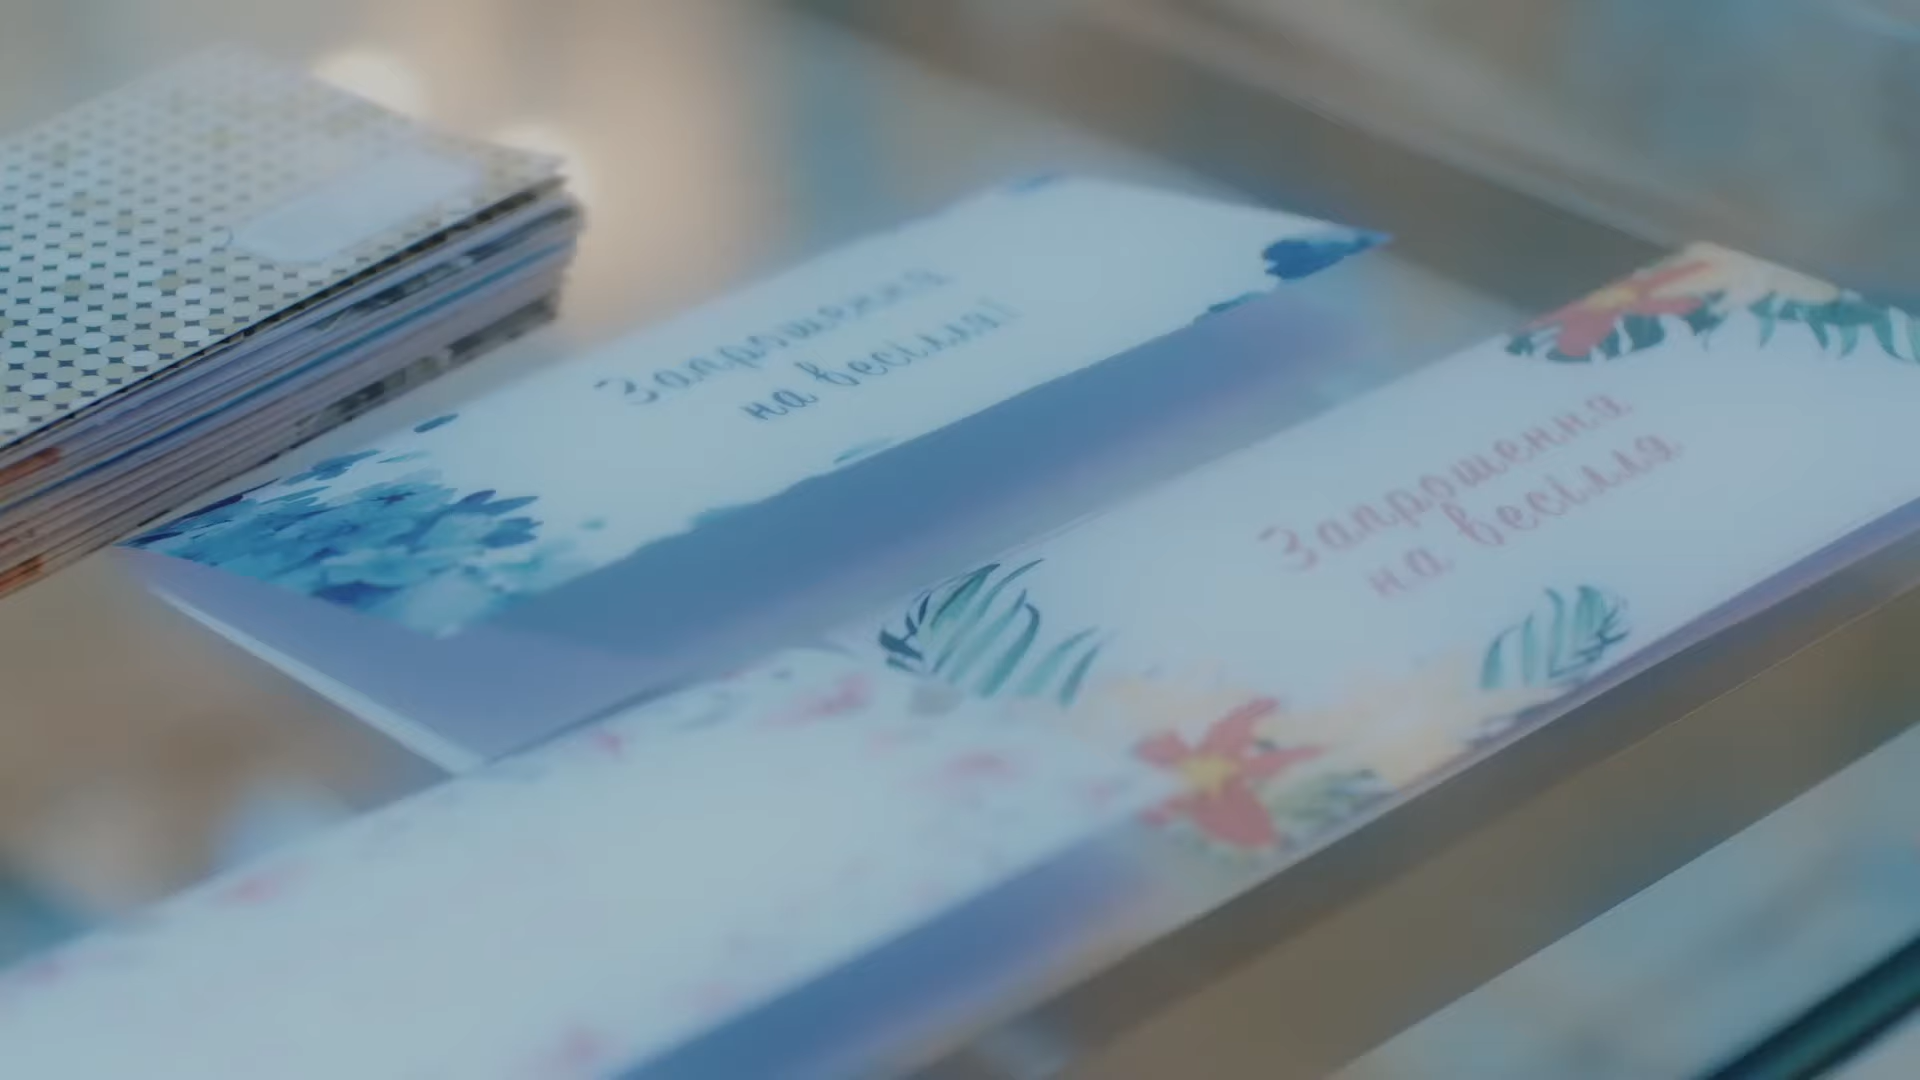 Запрошення
на весілля!
Запрошення
на весілля